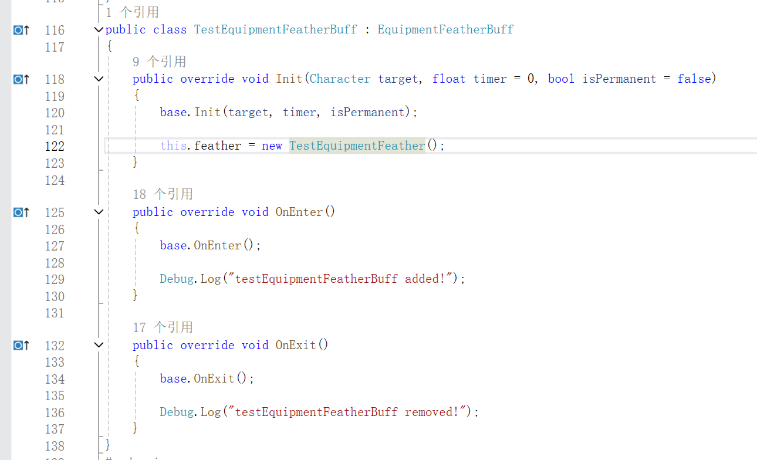 1 个引用
116 public class TestEquipmentFeatherBuff : EquipmentFeatherBuff
117 {
9 个引用
118 public override void Init(Character target, float timer = 0, bool isPermanent = false)
119 {
120 base.Init(target, timer, isPermanent);
121
122 this.feather = new TestEquipmentFeather();
123 }
124
18 个引用
125 public override void OnEnter()
126 {
127 base.OnEnter();
128
129 Debug.Log("testEquipmentFeatherBuff added!");
130 }
131
17 个引用
132 public override void OnExit()
133 {
134 base.OnExit();
135
136 Debug.Log("testEquipmentFeatherBuff removed!");
137 }
138 }